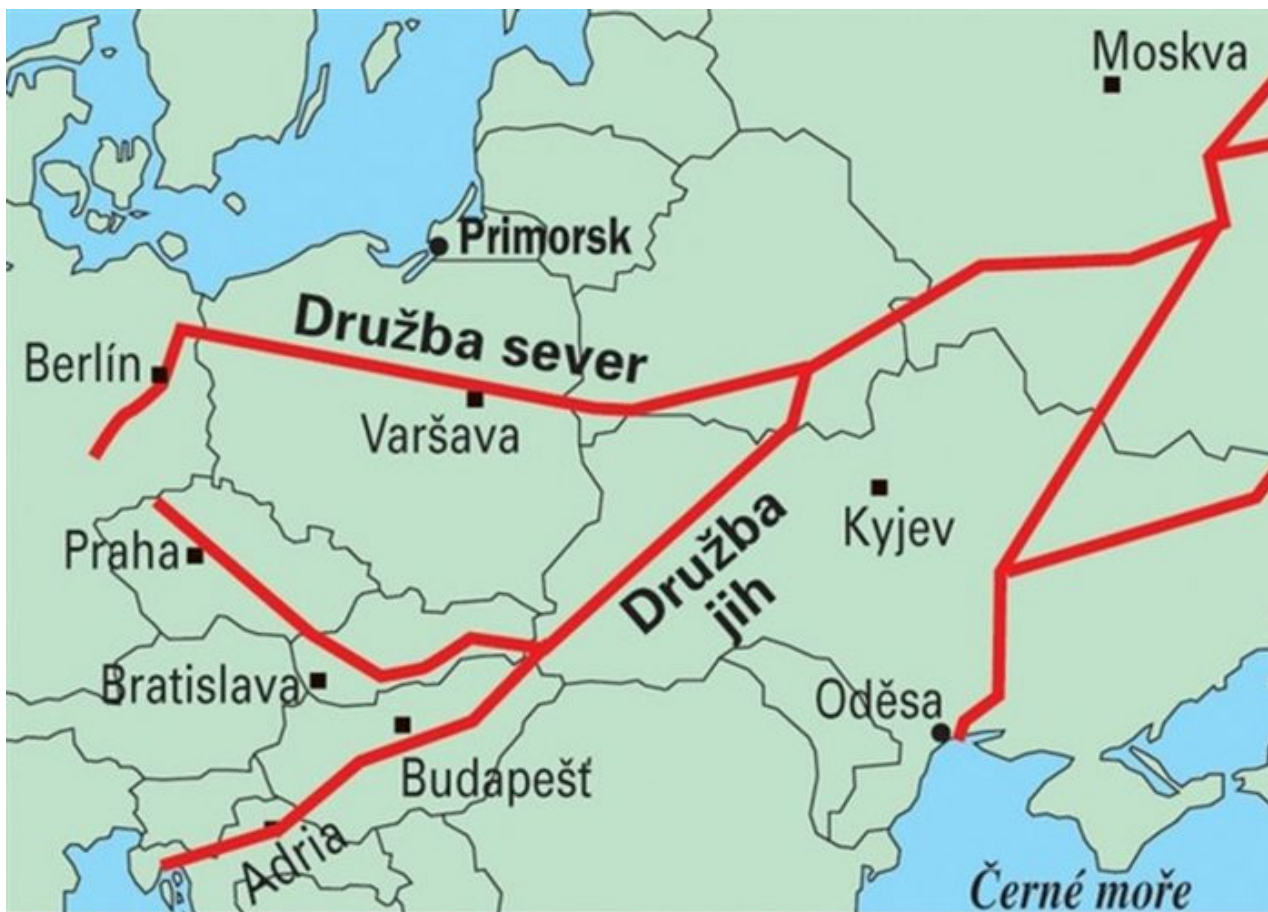 Moskva
Primorsk
Družba sever
Berlín
Varšava
Kyjev
Praha
Družba
jih
Bratislava
Oděsa
Budapešť
Adria
Černé moře